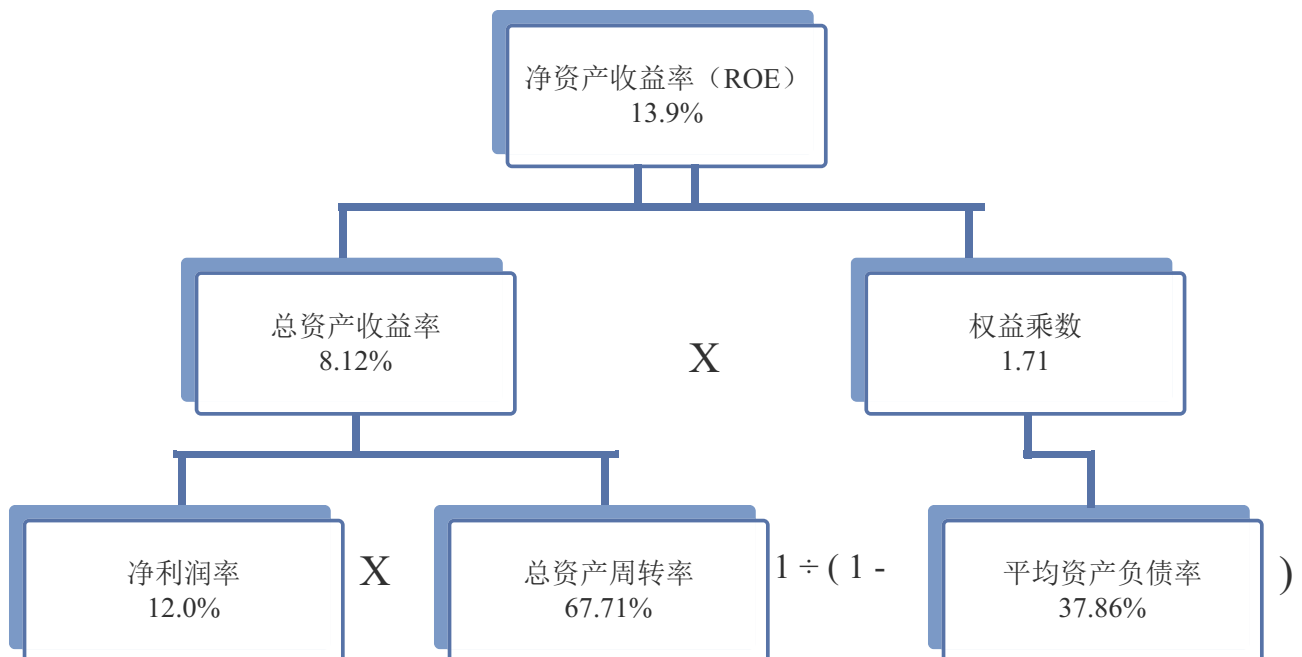 净资产收益率（ROE）
13.9%
总资产收益率
8.12%
X
权益乘数
1.71
净利润率
12.0%
X
总资产周转率
67.71%
1 ÷ ( 1 -
平均资产负债率
37.86%
)